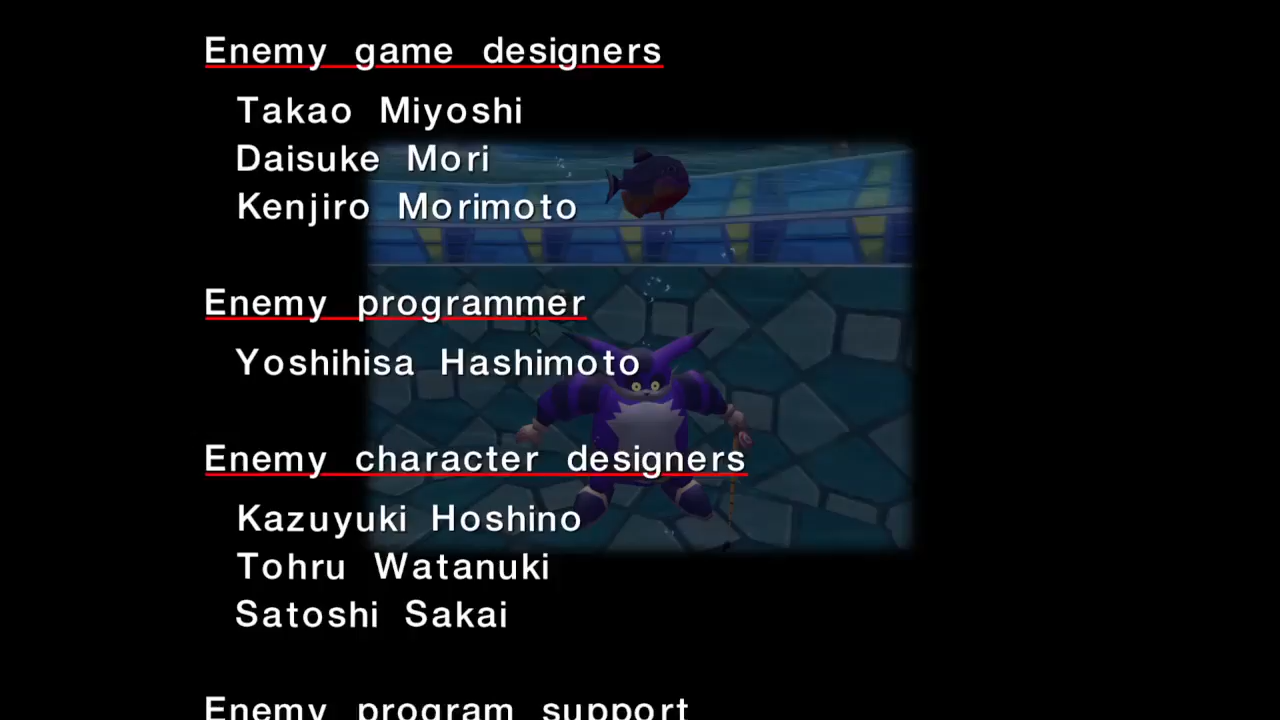 Enemy game designers
Takao Miyoshi
Daisuke Mori
Kenjiro Morimoto
Enemy programmer
Yoshihisa Hashimoto
Enemy character designers
Kazuyuki Hoshino
Tohru Watanuki
Satoshi Sakai
Enemy program support